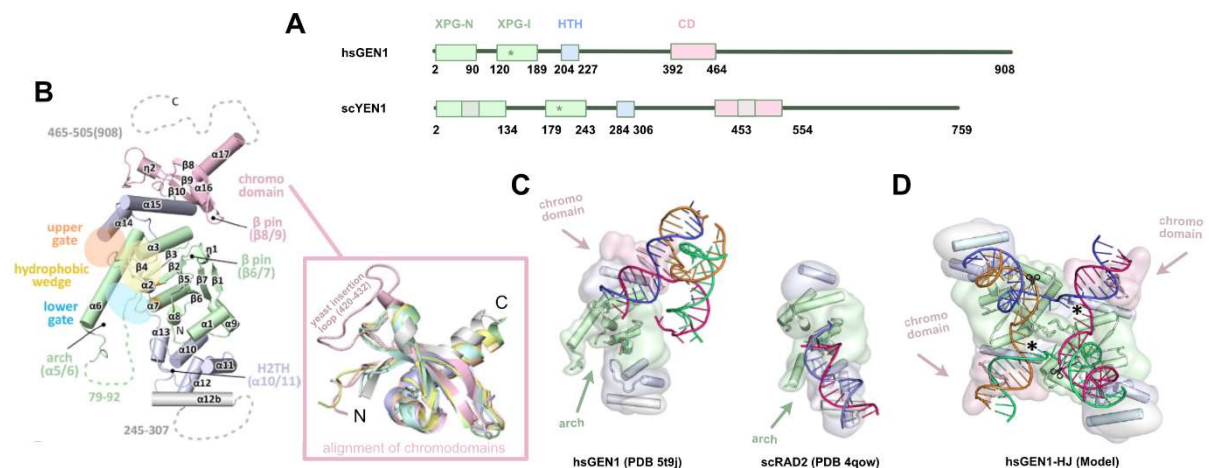 A
XPG-N XPG-I HTH CD
hsGEN1
*
2 90 120 189 204 227 392 464 908
scYEN1
*
2 134 179 243 284 306 453 554 759
B
C
465-505(908)
α17
η2
β8
β9
β10
α16
chromo
domain
α15
α14
β pin
(β8/9)
upper
gate
α3
β3
η1
β pin
(β6/7)
hydrophobic
wedge
β4
β2
α2
β5
β7
β1
α6
α7
β6
lower
gate
α8
N
α1
α9
α13
α10
arch
(α5/6)
α11
H2TH
(α10/11)
α12
79-92
α12b
245-307
yeast insertion
loop (420-432)
C
N
alignment of chromodomains
C
chromo
domain
arch
arch
hsGEN1 (PDB 5t9j)
scRAD2 (PDB 4qow)
D
chromo
domain
*
*
chromo
domain
hsGEN1-HJ (Model)